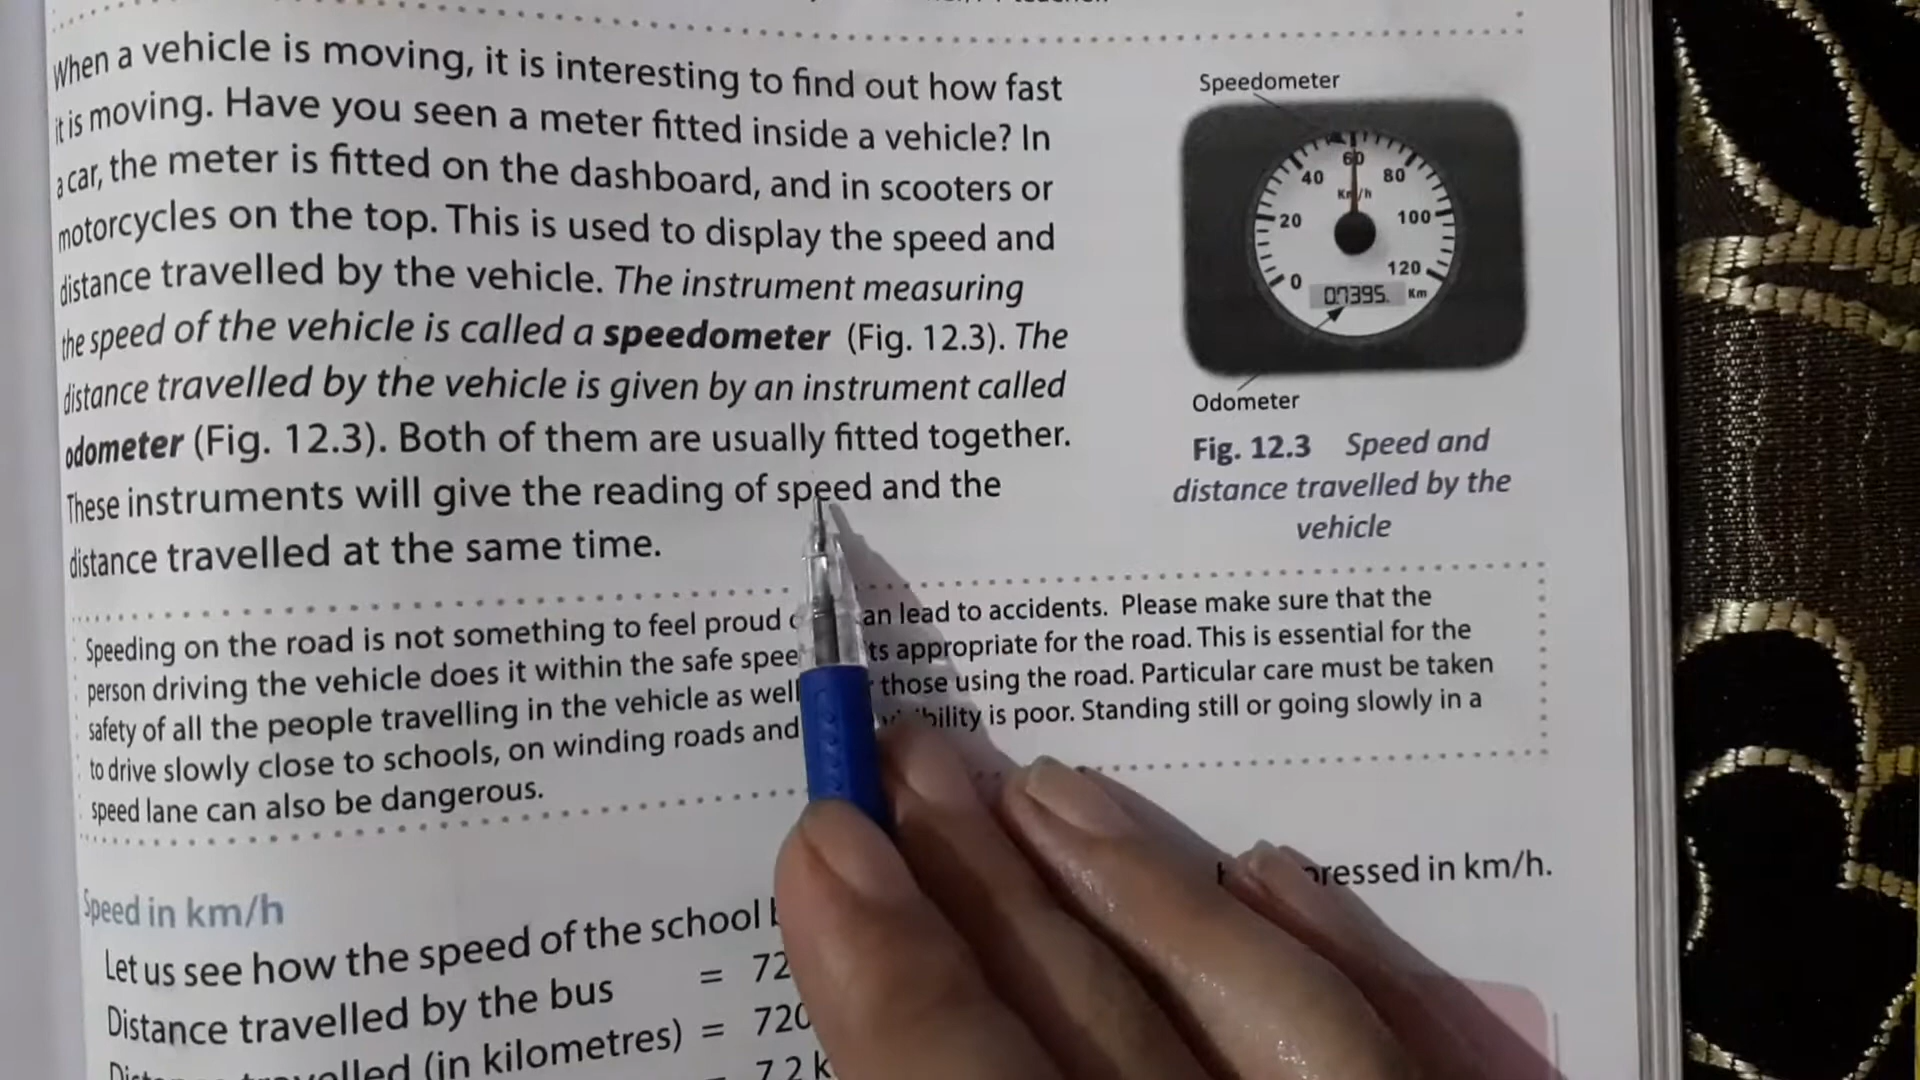 When a vehicle is moving, it is interesting to find out how fast
it is moving. Have you seen a meter fitted inside a vehicle? In
a car, the meter is fitted on the dashboard, and in scooters or
motorcycles on the top. This is used to display the speed and
distance travelled by the vehicle. The instrument measuring
the speed of the vehicle is called a speedometer (Fig. 12.3). The
distance travelled by the vehicle is given by an instrument called
odometer (Fig. 12.3). Both of them are usually fitted together.
These instruments will give the reading of speed and the
distance travelled at the same time.
Speedometer
60
40
80
Km/h
20
100
120
0
07395. Km
Odometer
Fig. 12.3 Speed and
distance travelled by the
vehicle
Speeding on the road is not something to feel proud lead to accidents. Please make sure that the
person driving the vehicle does it within the safe appropriate for the road. This is essential for the
safety of all the people travelling in the vehicle as well those using the road. Particular care must be taken
to drive slowly close to schools, on winding roads and is poor. Standing still or going slowly in a
speed lane can also be dangerous.
Speed in km/h
Let us see how the speed of the school in km/h.
Distance travelled by the bus = 72
(in kilometres) = 720
7.2